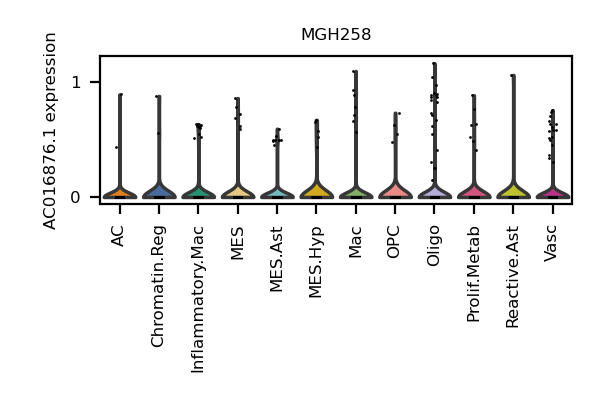 MGH258
AC016876.1 expression
1
0
AC
Chromatin.Reg
Inflammatory.Mac
MES
MES.Ast
MES.Hyp
Mac
OPC
Oligo
Prolif.Metab
Reactive.Ast
Vasc